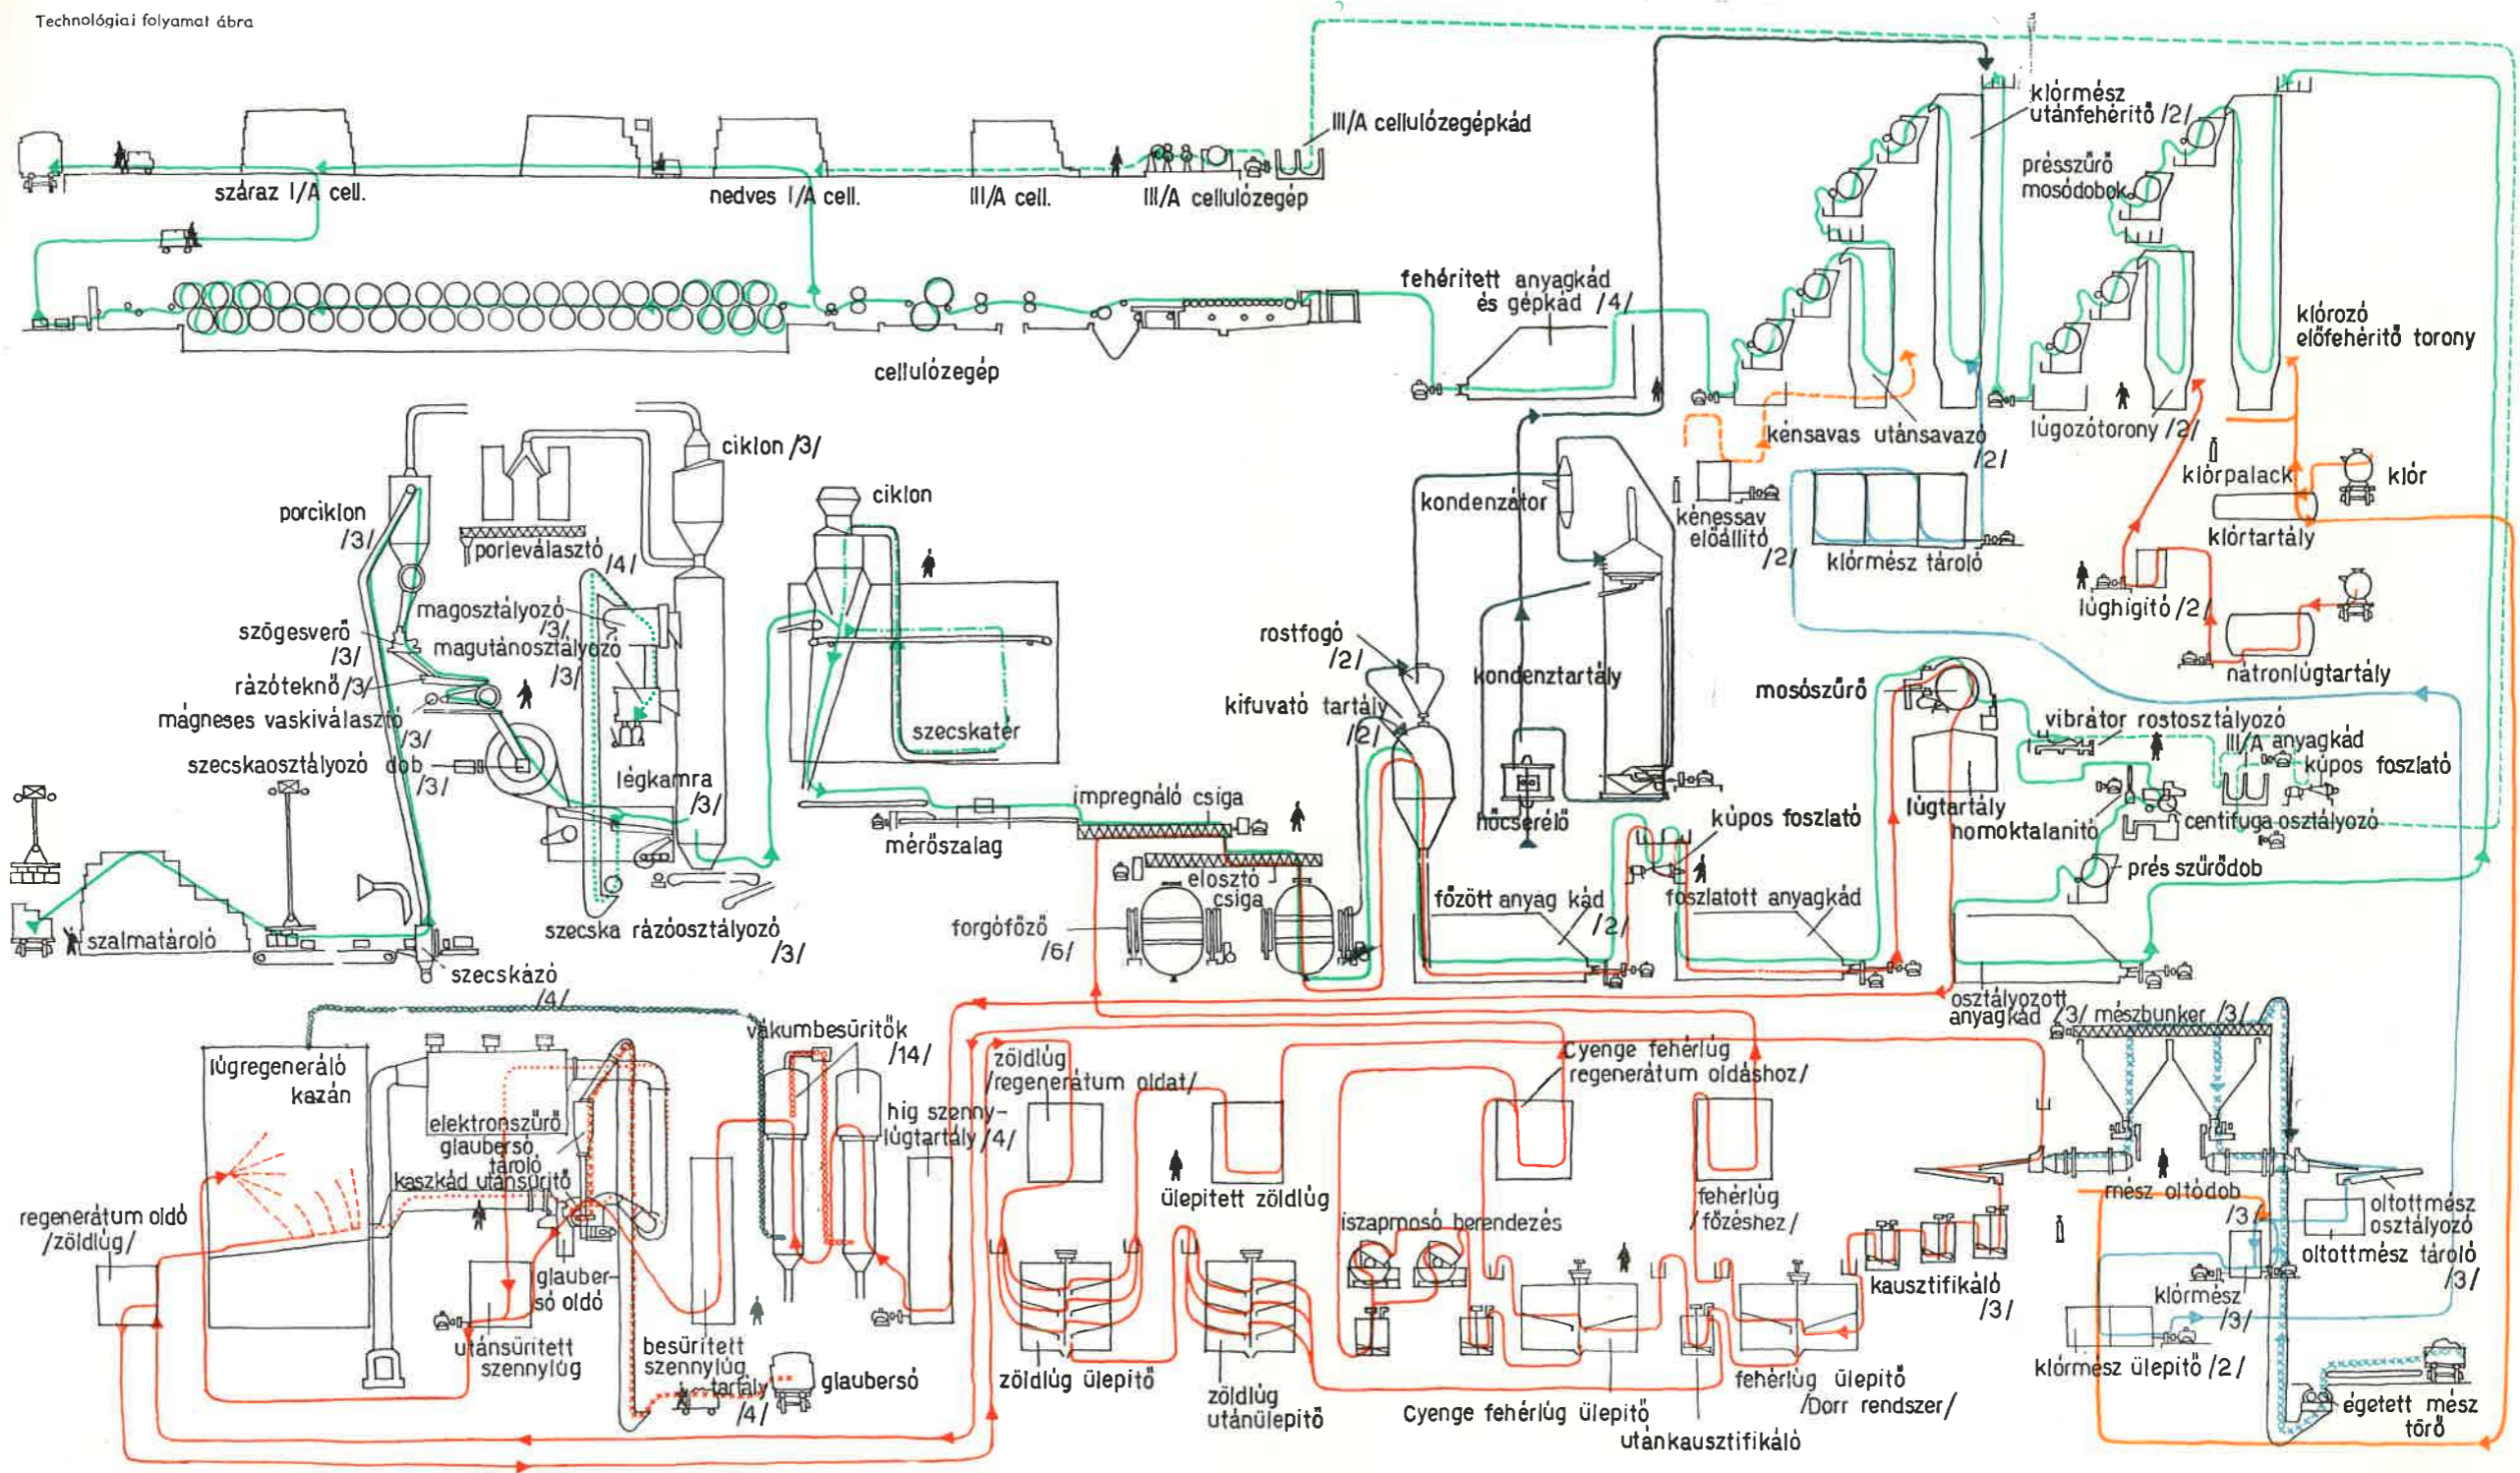 Technológiai folyamat ábra
III/A cellulózegépkád
száraz I/A cell.
nedves I/A cell.
III/A cell.
III/A cellulózegép
cellulózegép
fehérített anyagkád
és gépkád /4/
klórmész
utánfehérítő /2/
présszűrő
mosódobok
klórozó
előfehérítő torony
kénsavas utánsavazó
/2/
lúgozótorony /2/
klórpalack
klór
klórtartály
kénessav
előállító
/2/
klórmész tároló
lúghigító /2/
nátronlúgtartály
porciklon
/3/
porleválasztó
/4/
ciklon /3/
ciklon
magosztályozó
/3/
magutánosztályozó
/3/
szögesverő
/3/
rázóteknő /3/
mágneses vaskiválasztó
/3/
szecskaosztályozó dob
/3/
légkamra
/3/
szecskatér
szalmatároló
szecskázó
/4/
szecska rázóosztályozó
/3/
mérőszalag
impregnáló csiga
elosztó
csiga
forgófőző
/6/
kondenzátor
rostfogó
/2/
kondenztartály
kifuvató tartály
/2/
hőcserélő
kúpos foszlató
főzött anyag kád
/2/
foszlatott anyagkád
mosószűrő
lúgtartály
vibrátor rostosztályozó
III/A anyagkád
kúpos foszlató
homoktalanító
centifuga osztályozó
prés szűrődob
osztályozott
anyagkád /3/
mészbunker /3/
lúgregeneráló
kazán
elektronszűrő
glaubersó
tároló
kaszkád utánsűrítő
regenerátum oldó
/zöldlúg/
glauber-
só oldó
utánsűrített
szennylúg
besűrített
szennylúg
tartály
/4/
glaubersó
vákumbesűrítők
/14/
híg szenny-
lúgtartály /4/
zöldlúg
/regenerátum oldat/
ülepített zöldlúg
zöldlúg ülepítő
zöldlúg
utánülepítő
Gyenge fehérlúg
regenerátum oldáshoz/
fehérlúg
/főzéshez/
iszapmosó berendezés
Gyenge fehérlúg ülepítő
utánkausztifikáló
fehérlúg ülepítő
/Dorr rendszer/
kausztifikáló
/3/
mész oltódob
/3/
oltottmész
osztályozó
oltottmész tároló
/3/
klórmész
/3/
klórmész ülepítő /2/
égetett mész
törő